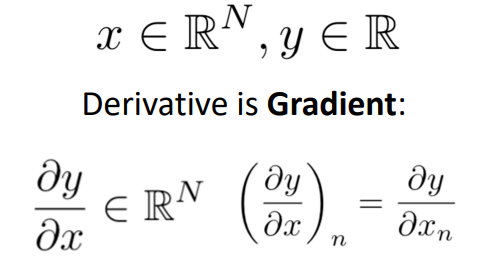 x ∈ ℝ^N, y ∈ ℝ
Derivative is Gradient:
∂y/∂x ∈ ℝ^N (∂y/∂x)_n = ∂y/∂x_n